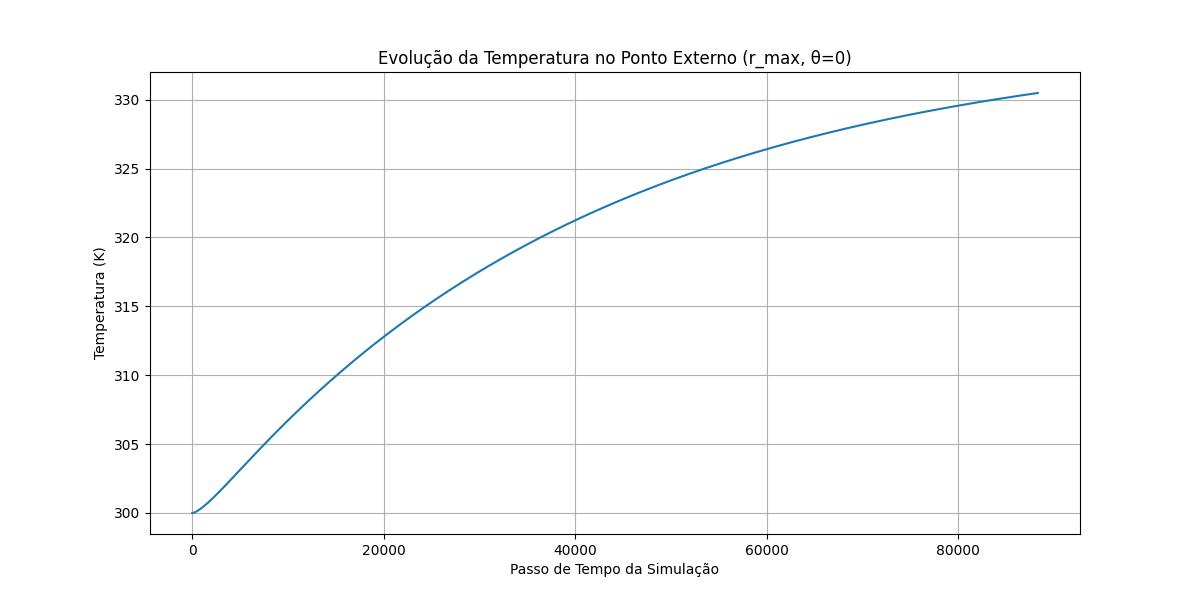 Evolução da Temperatura no Ponto Externo (r_max, θ=0)
Temperatura (K)
330
325
320
315
310
305
300
0 20000 40000 60000 80000
Passo de Tempo da Simulação